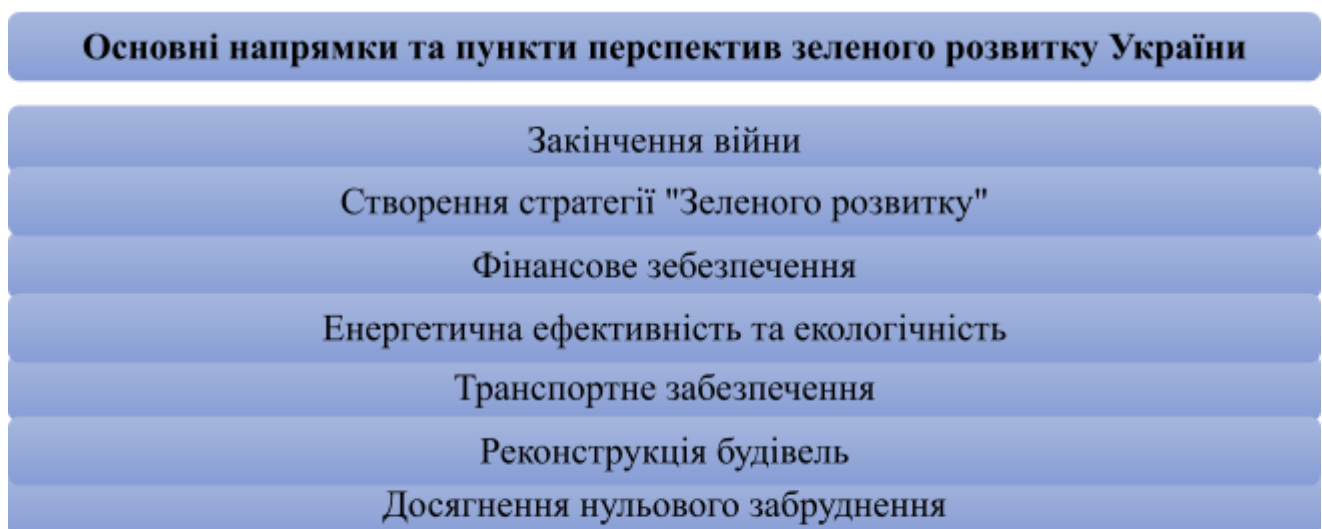 Основні напрямки та пункти перспектив зеленого розвитку України
Закінчення війни
Створення стратегії "Зеленого розвитку"
Фінансове зебезпечення
Енергетична ефективність та екологічність
Транспортне забезпечення
Реконструкція будівель
Досягнення нульового забруднення